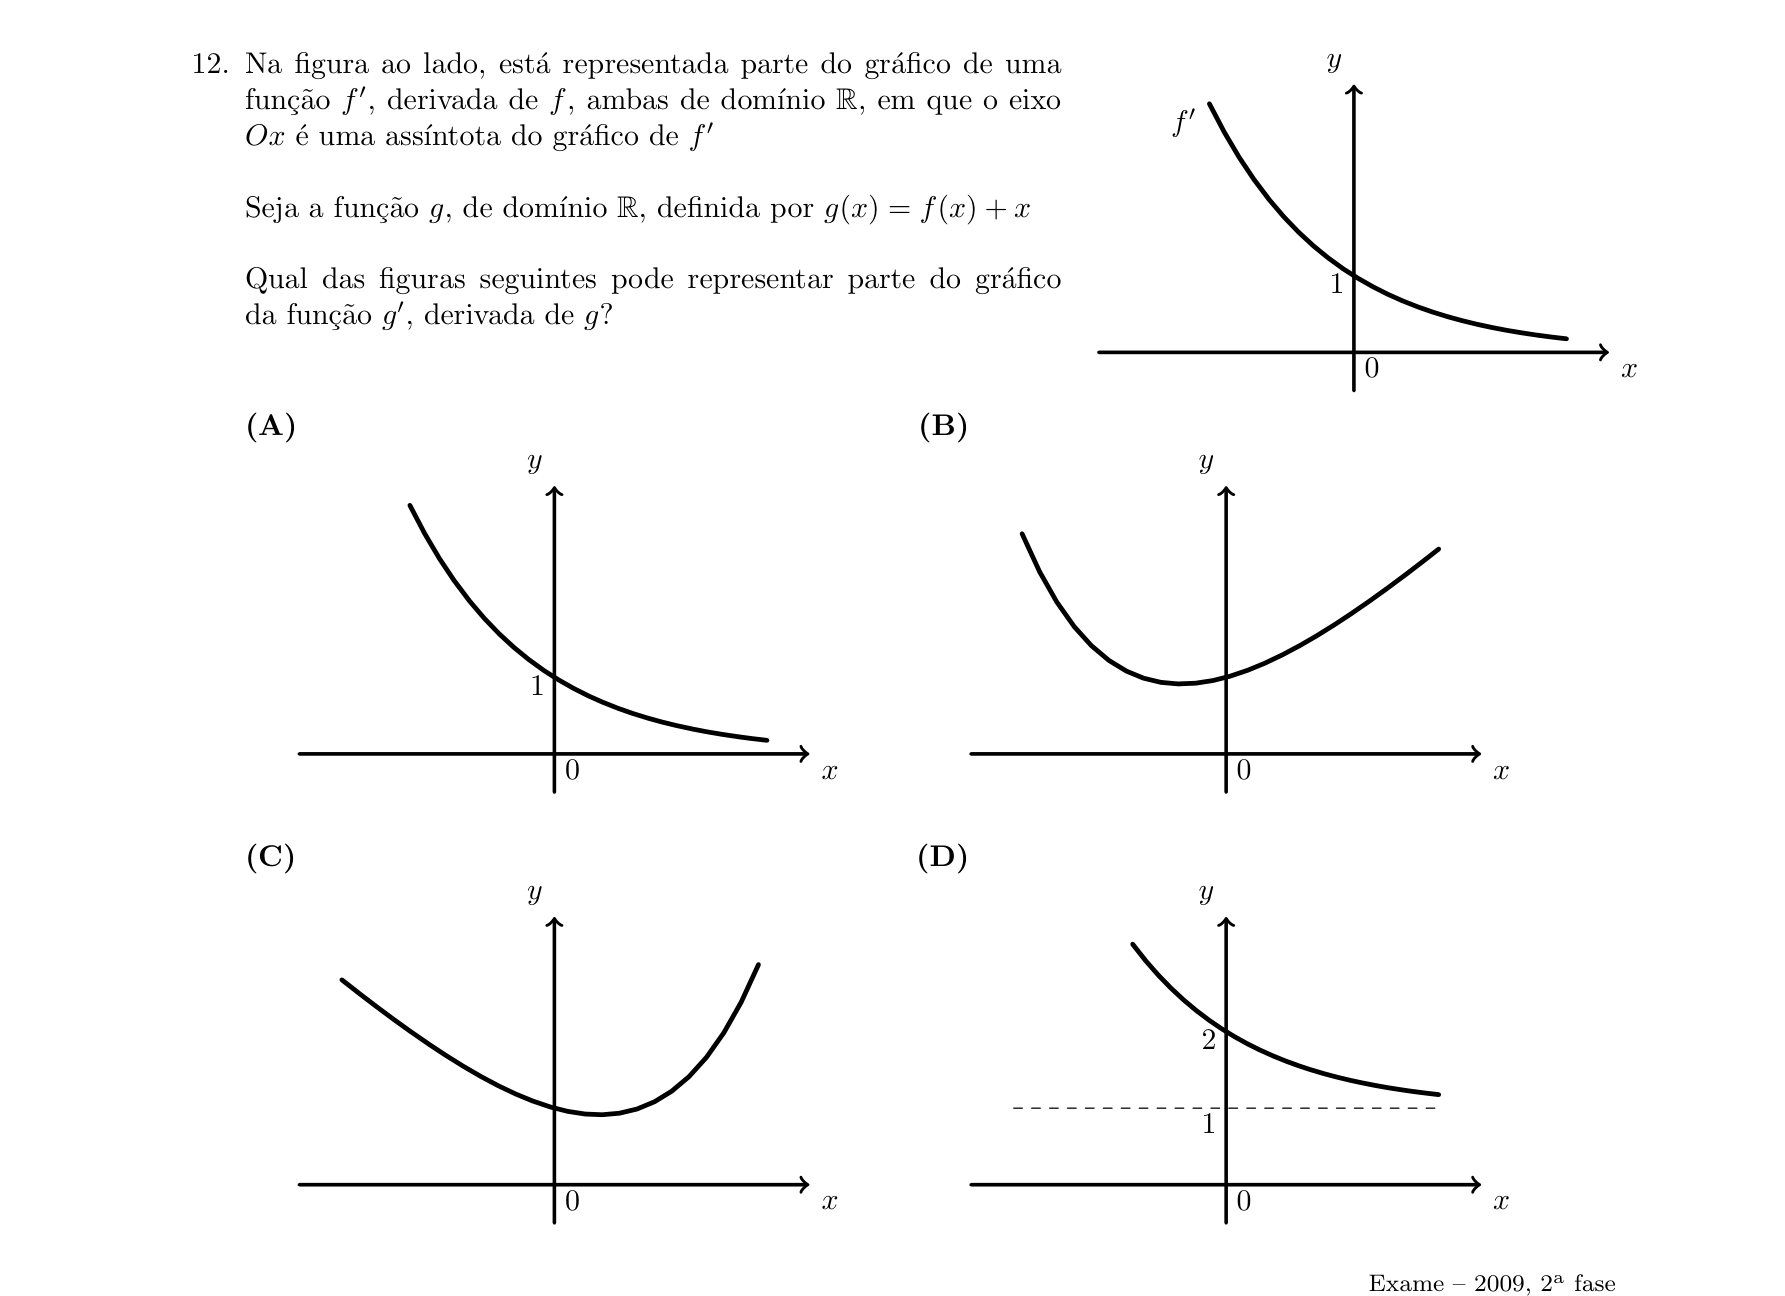 12. Na figura ao lado, está representada parte do gráfico de uma
função f′, derivada de f, ambas de domínio ℝ, em que o eixo
Ox é uma assíntota do gráfico de f′
Seja a função g, de domínio ℝ, definida por g(x) = f(x) + x
Qual das figuras seguintes pode representar parte do gráfico
da função g′, derivada de g?
y
f′
1
0
x
(A)
y
1
0
x
(B)
y
0
x
(C)
y
0
x
(D)
y
2
1
0
x
Exame – 2009, 2ª fase